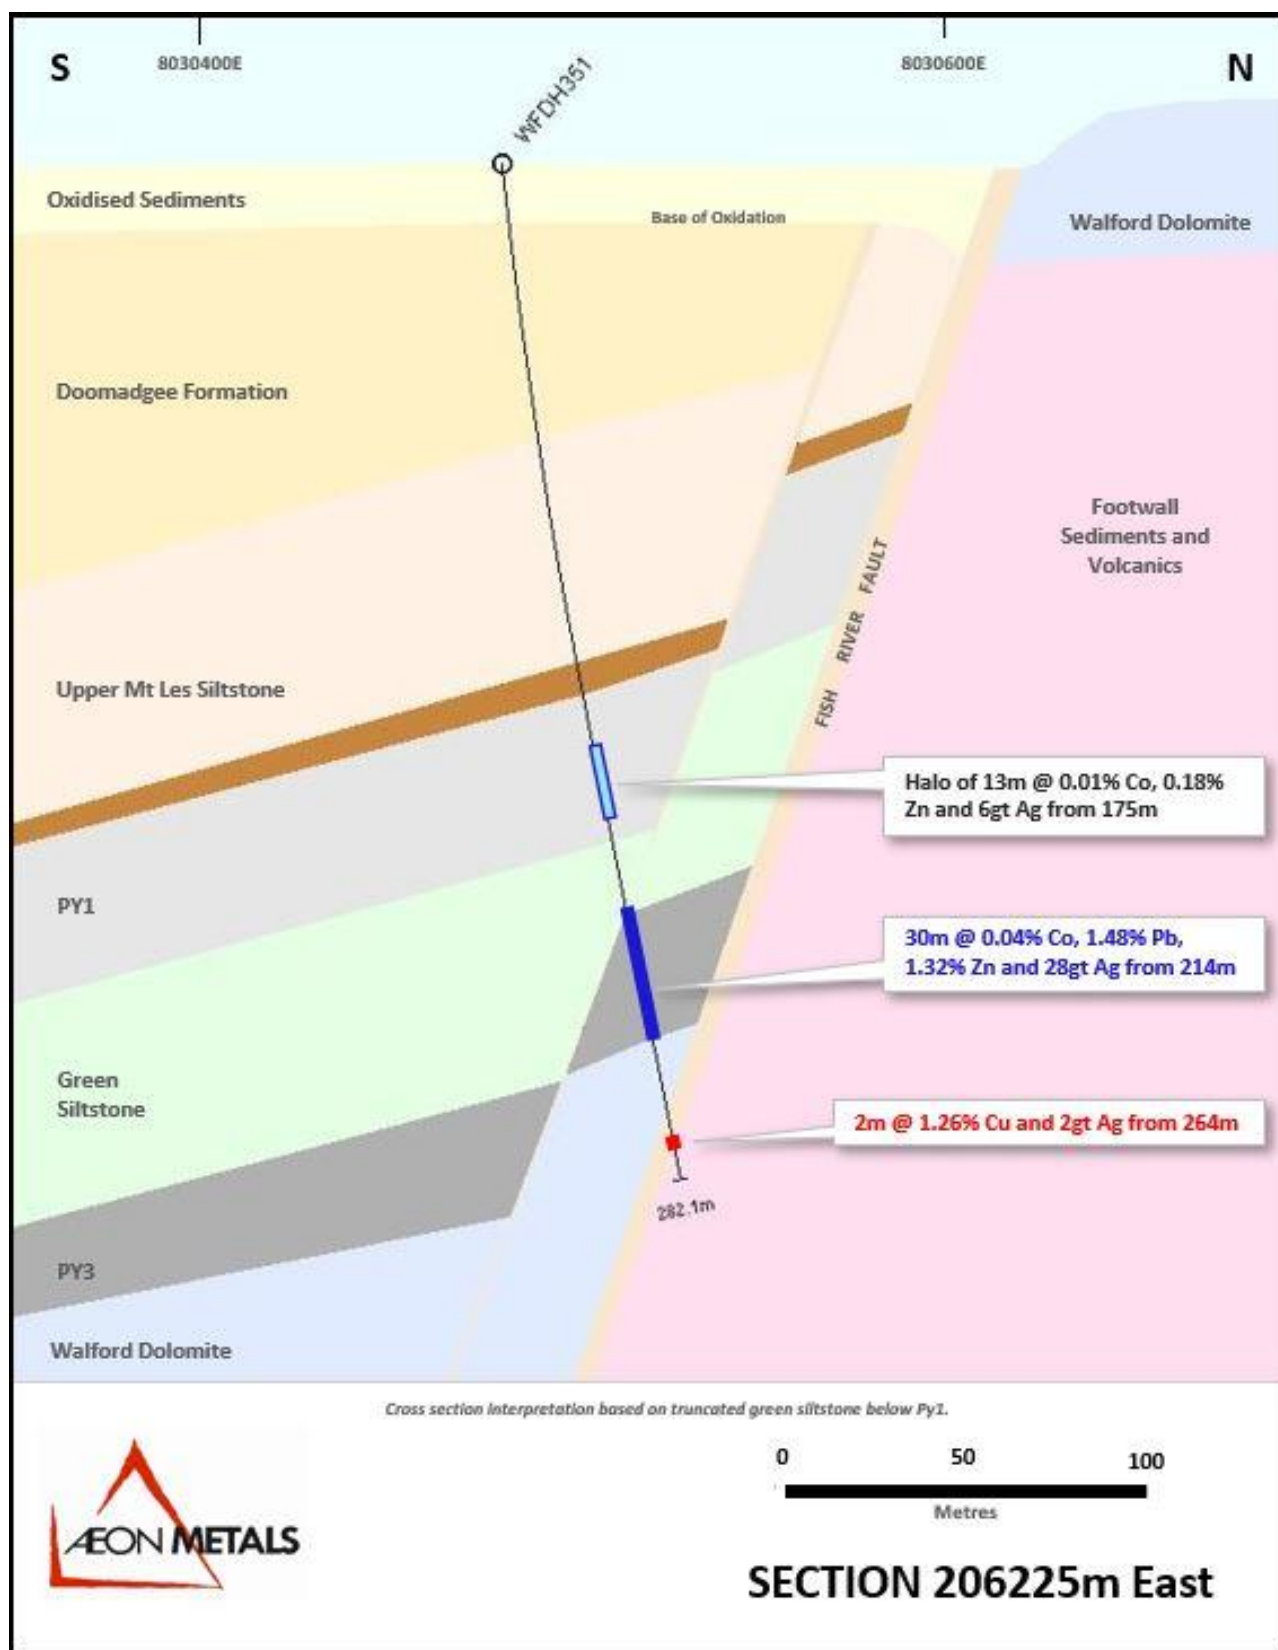 S
8030400E
8030600E
N
WFDH351
Oxidised Sediments
Base of Oxidation
Walford Dolomite
Doomadgee Formation
Footwall
Sediments and
Volcanics
FISH RIVER FAULT
Upper Mt Les Siltstone
Halo of 13m @ 0.01% Co, 0.18%
Zn and 6gt Ag from 175m
PY1
30m @ 0.04% Co, 1.48% Pb,
1.32% Zn and 28gt Ag from 214m
Green
Siltstone
2m @ 1.26% Cu and 2gt Ag from 264m
282.1m
PY3
Walford Dolomite
Cross section interpretation based on truncated green siltstone below Py1.
0 50 100
Metres
ÆON METALS
SECTION 206225m East